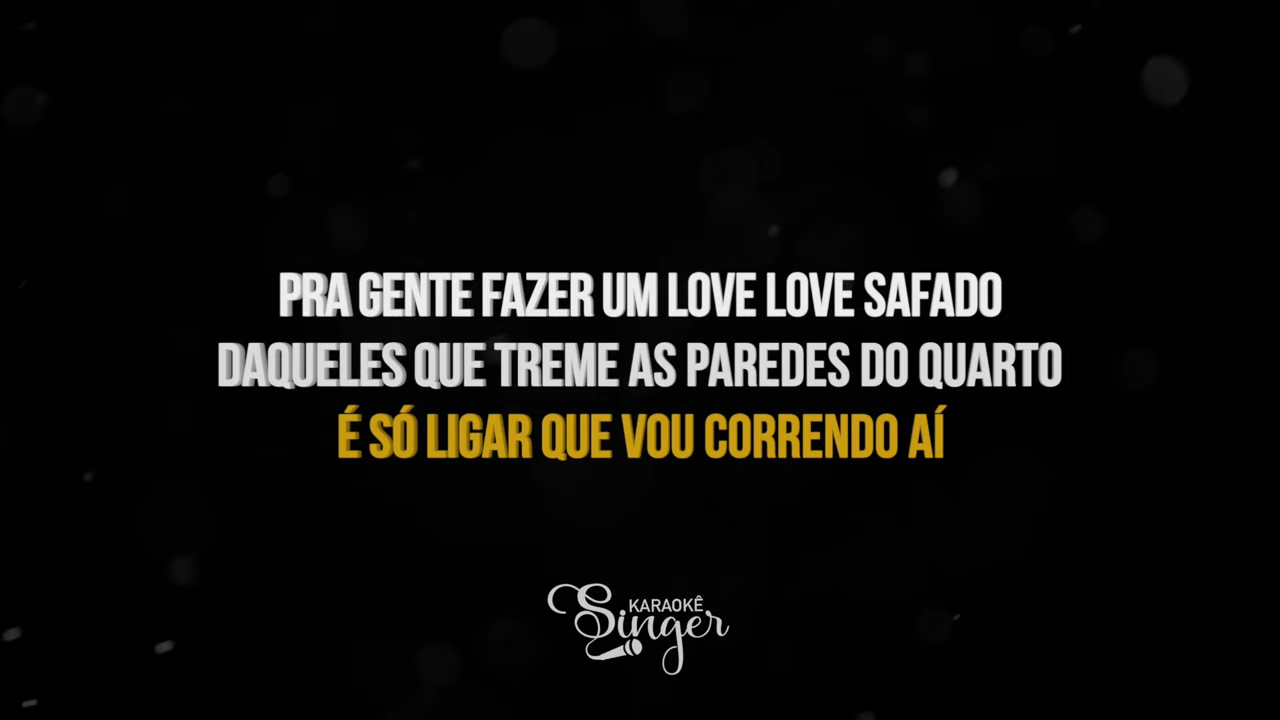 PRA GENTE FAZER UM LOVE LOVE SAFADO
DAQUELES QUE TREME AS PAREDES DO QUARTO
É SÓ LIGAR QUE VOU CORRENDO AÍ
KARAOKÊ
Singer